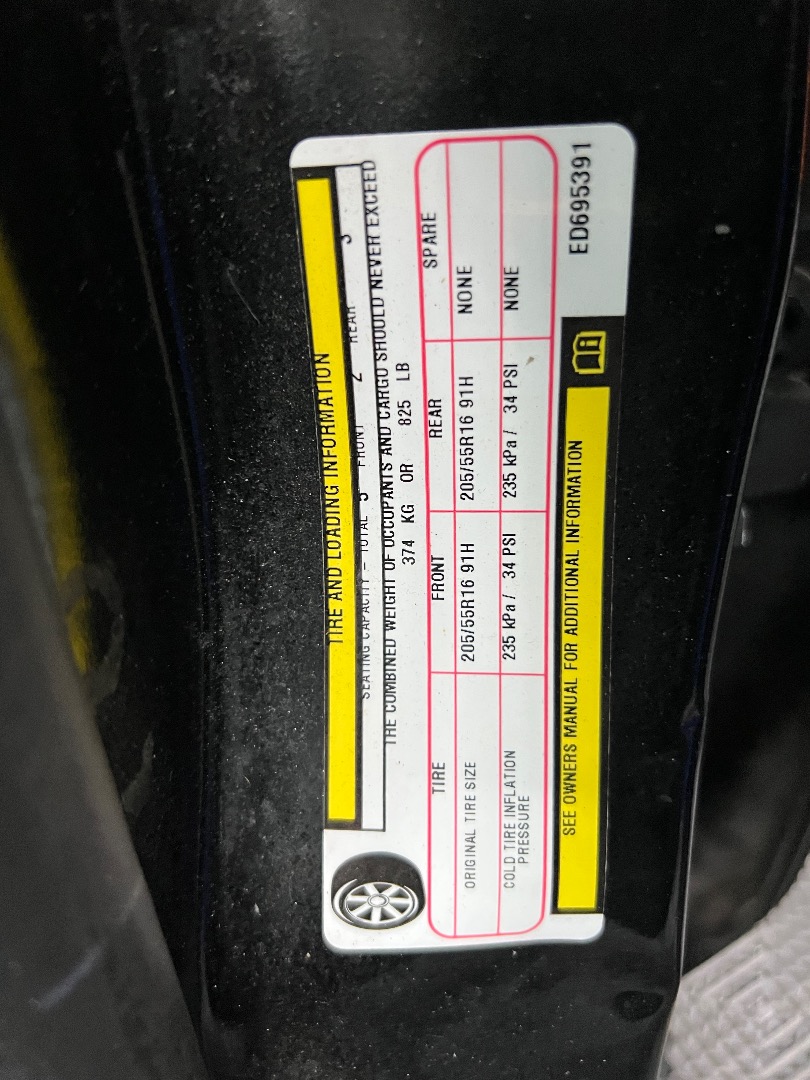 TIRE AND LOADING INFORMATION
SEATING CAPACITY - TOTAL 5 FRONT 2 REAR 3
THE COMBINED WEIGHT OF OCCUPANTS AND CARGO SHOULD NEVER EXCEED
374 KG OR 825 LB
TIRE FRONT REAR SPARE
ORIGINAL TIRE SIZE 205/55R16 91H 205/55R16 91H NONE
COLD TIRE INFLATION PRESSURE 235 kPa / 34 PSI 235 kPa / 34 PSI NONE
SEE OWNERS MANUAL FOR ADDITIONAL INFORMATION
ED695391